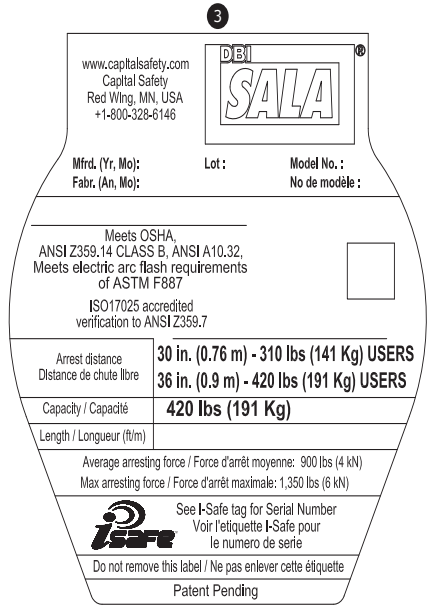 3
www.capitalsafety.com
Capital Safety
Red Wing, MN, USA
+1-800-328-6146
DBI
SALA
®
Mfrd. (Yr, Mo): Lot : Model No. :
Fabr. (An, Mo): No de modèle :
Meets OSHA,
ANSI Z359.14 CLASS B, ANSI A10.32,
Meets electric arc flash requirements
of ASTM F887
ISO17025 accredited
verification to ANSI Z359.7
Arrest distance
Distance de chute libre
30 in. (0.76 m) - 310 lbs (141 Kg) USERS
36 in. (0.9 m) - 420 lbs (191 Kg) USERS
Capacity / Capacité 420 lbs (191 Kg)
Length / Longueur (ft/m)
Average arresting force / Force d'arrêt moyenne: 900 lbs (4 kN)
Max arresting force / Force d'arrêt maximale: 1,350 lbs (6 kN)
isafe
See I-Safe tag for Serial Number
Voir l'etiquette I-Safe pour
le numero de serie
Do not remove this label / Ne pas enlever cette étiquette
Patent Pending